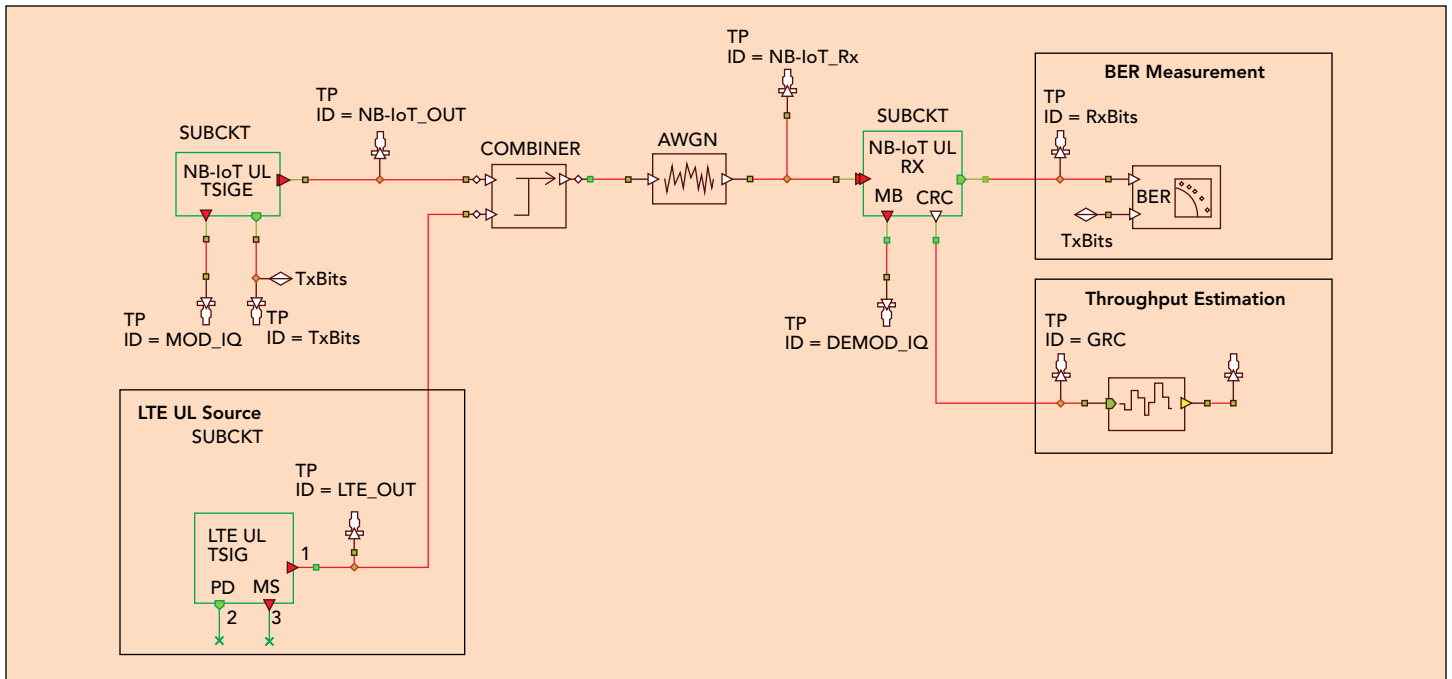 TP
ID = NB-IoT_Rx
BER Measurement
TP
ID = NB-IoT_OUT
TP
ID = RxBits
SUBCKT
NB-IoT UL
TSIGE
COMBINER
AWGN
SUBCKT
NB-IoT UL
RX
MB CRC
BER
TxBits
TxBits
TP
ID = MOD_IQ
TP
ID = TxBits
TP
ID = DEMOD_IQ
Throughput Estimation
TP
ID = GRC
LTE UL Source
SUBCKT
TP
ID = LTE_OUT
LTE UL
TSIG
1
PD MS
2 3